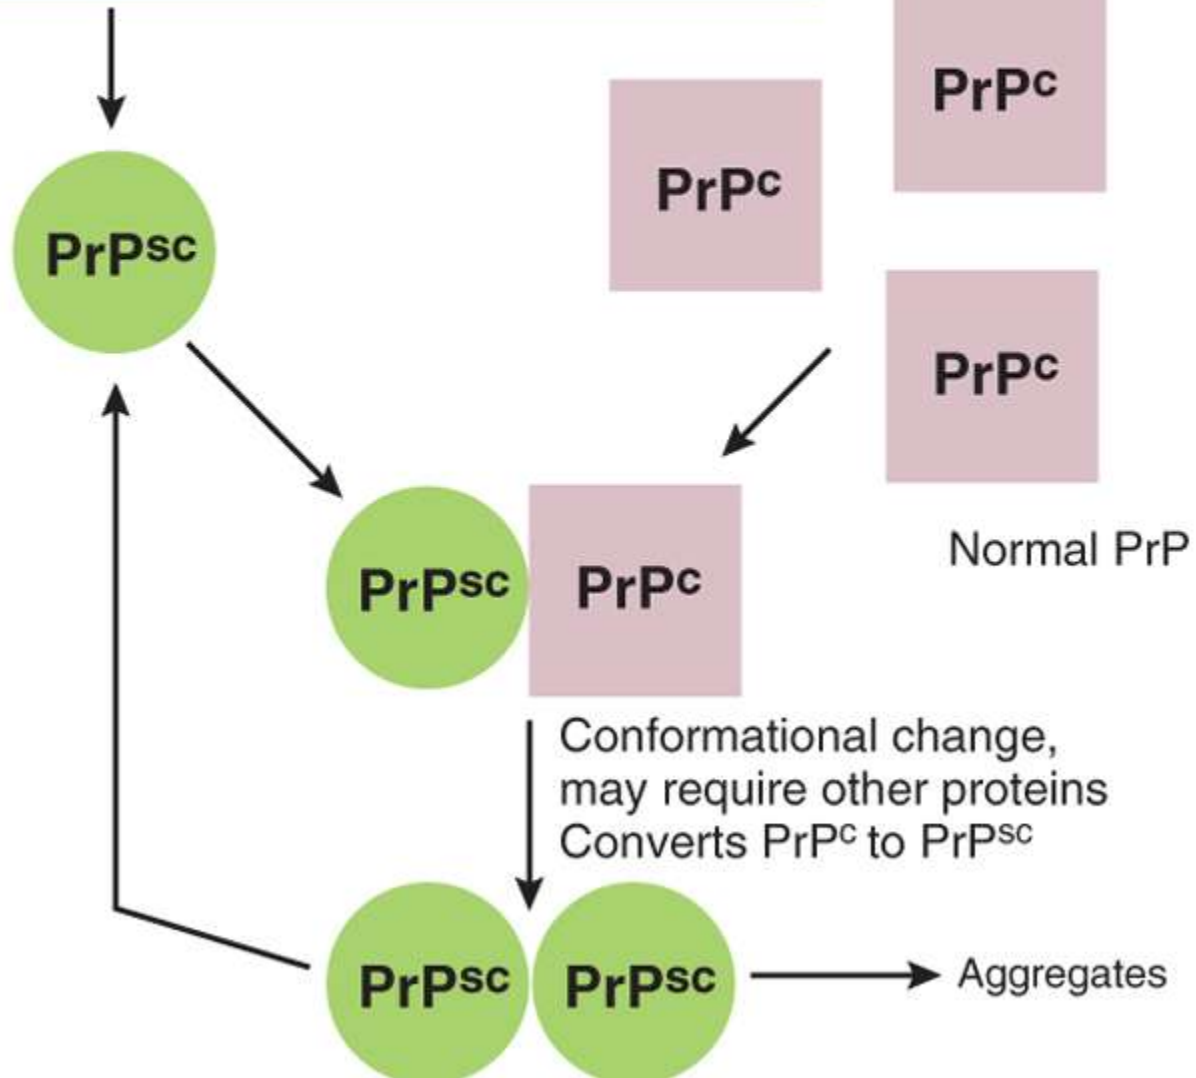 PrPᶜ
PrPᶜ
PrPˢᶜ
PrPᶜ
Normal PrP
PrPˢᶜ
PrPᶜ
Conformational change,
may require other proteins
Converts PrPᶜ to PrPˢᶜ
PrPˢᶜ
PrPˢᶜ
Aggregates